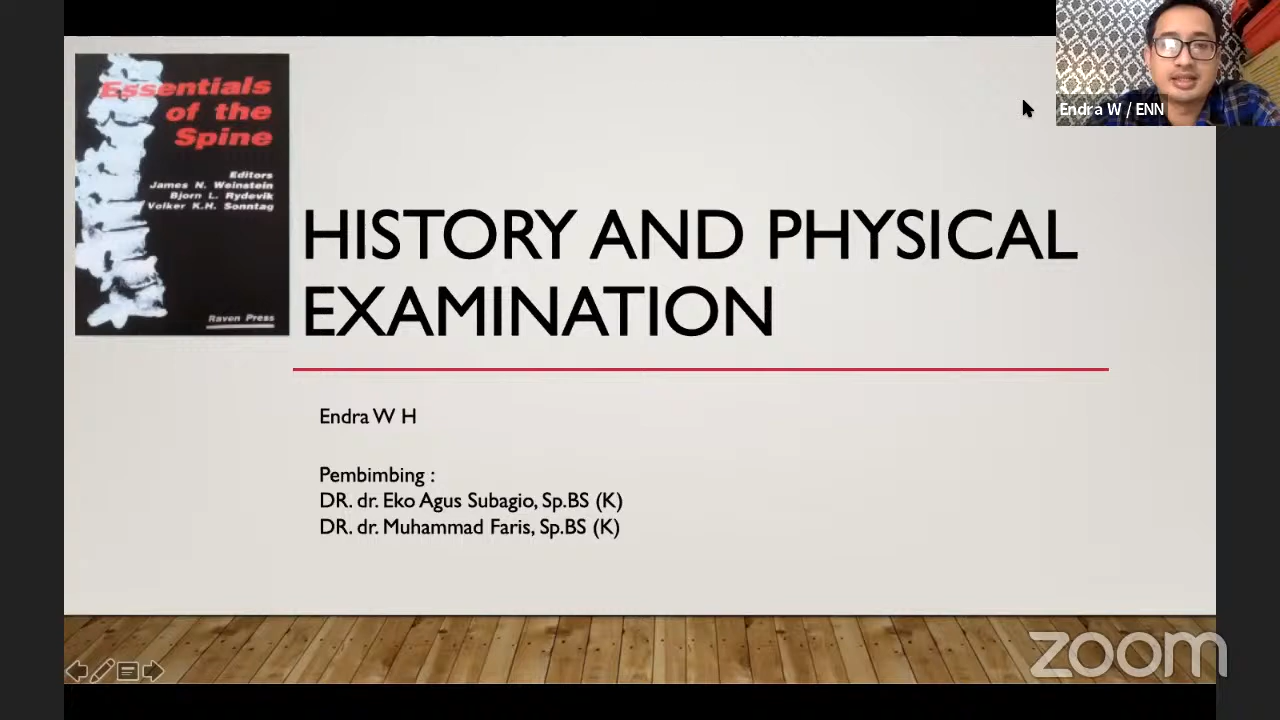 Essentials
of the
Spine
Editors
James N. Weinstein
Bjorn L. Rydevik
Volker K.H. Sonntag
Raven Press
Endra W / ENN
HISTORY AND PHYSICAL
EXAMINATION
Endra W H
Pembimbing :
DR. dr. Eko Agus Subagio, Sp.BS (K)
DR. dr. Muhammad Faris, Sp.BS (K)
zoom